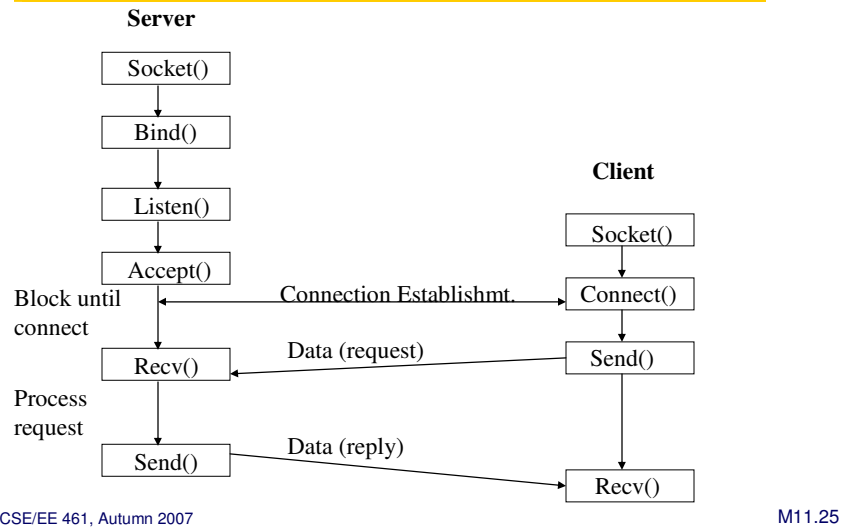 Server
Socket()
Bind()
Client
Listen()
Socket()
Accept()
Block until
connect
Connection Establishmt.
Connect()
Data (request)
Recv()
Send()
Process
request
Data (reply)
Send()
Recv()
CSE/EE 461, Autumn 2007
M11.25